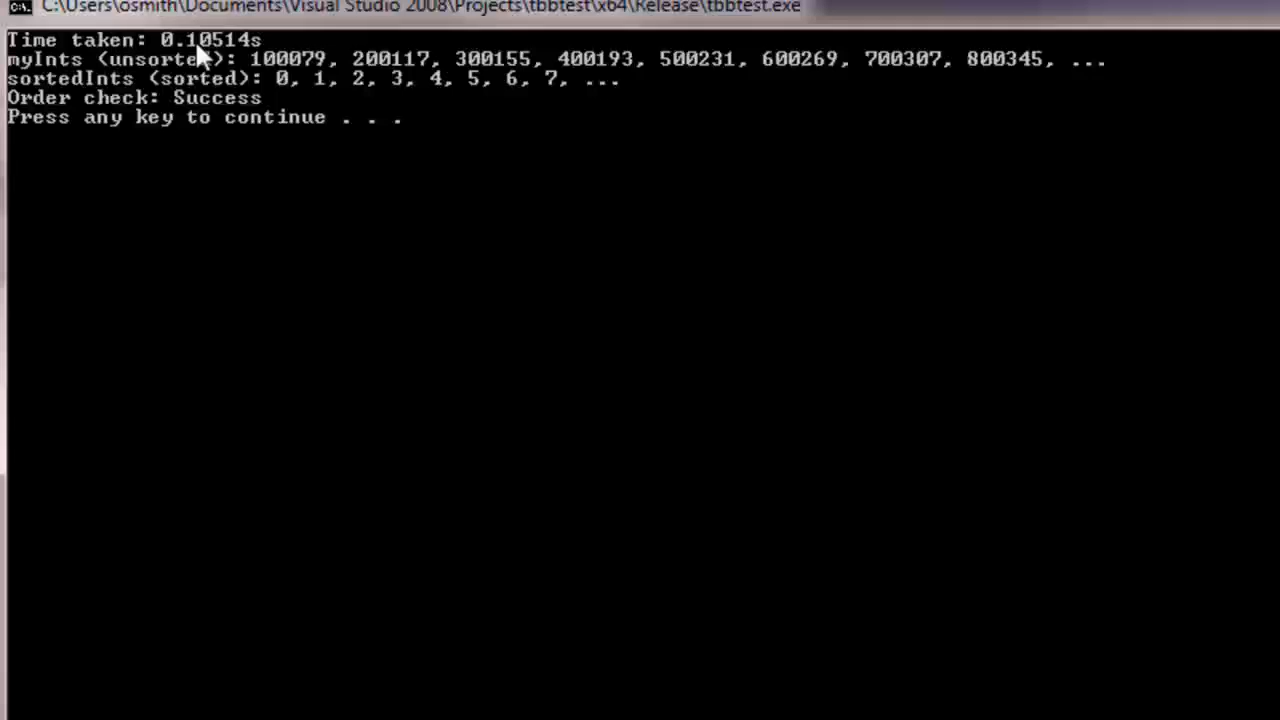 C:\Users\osmith\Documents\Visual Studio 2008\Projects\tbbtest\x64\Release\tbbtest.exe
Time taken: 0.10514s
myInts (unsorted): 100079, 200117, 300155, 400193, 500231, 600269, 700307, 800345, ...
sortedInts (sorted): 0, 1, 2, 3, 4, 5, 6, 7, ...
Order check: Success
Press any key to continue . . .